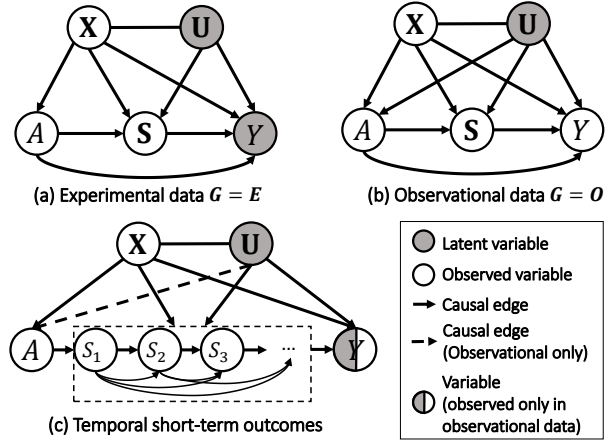 X U
A S Y
(a) Experimental data G = E
X U
A S Y
(b) Observational data G = O
X U
A S₁ S₂ S₃ ... Y
(c) Temporal short-term outcomes
Latent variable
Observed variable
Causal edge
Causal edge
(Observational only)
Variable
(observed only in
observational data)